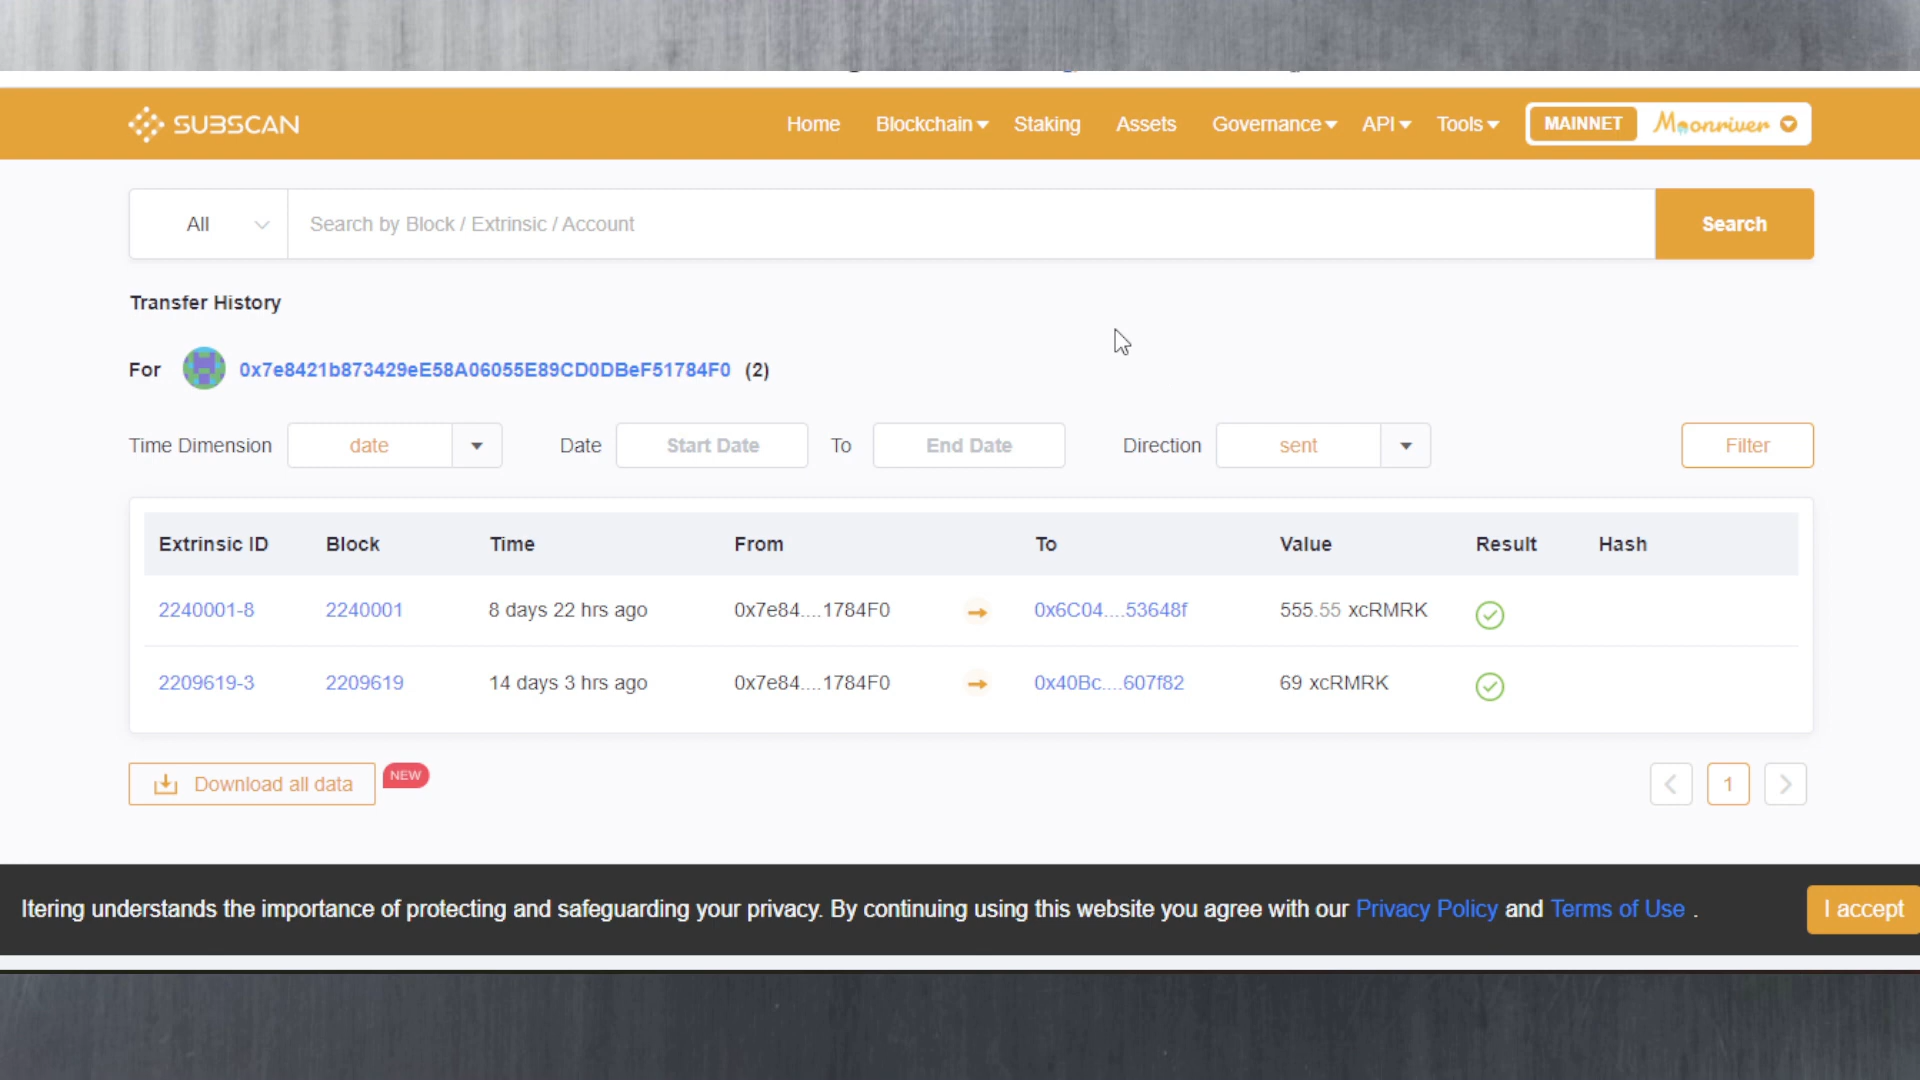 SUBSCAN Home Blockchain Staking Assets Governance API Tools MAINNET Moonriver
All Search by Block / Extrinsic / Account Search
Transfer History
For 0x7e8421b873429eE58A06055E89CD0DBeF51784F0 (2)
Time Dimension date Date Start Date To End Date Direction sent Filter
Extrinsic ID Block Time From To Value Result Hash
2240001-8 2240001 8 days 22 hrs ago 0x7e84....1784F0 0x6C04....53648f 555.55 xcRMRK
2209619-3 2209619 14 days 3 hrs ago 0x7e84....1784F0 0x40Bc....607f82 69 xcRMRK
Download all data NEW 1
Itering understands the importance of protecting and safeguarding your privacy. By continuing using this website you agree with our Privacy Policy and Terms of Use . I accept